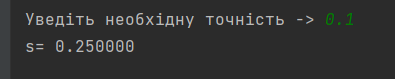 Уведіть необхідну точність -> 0.1
s= 0.250000